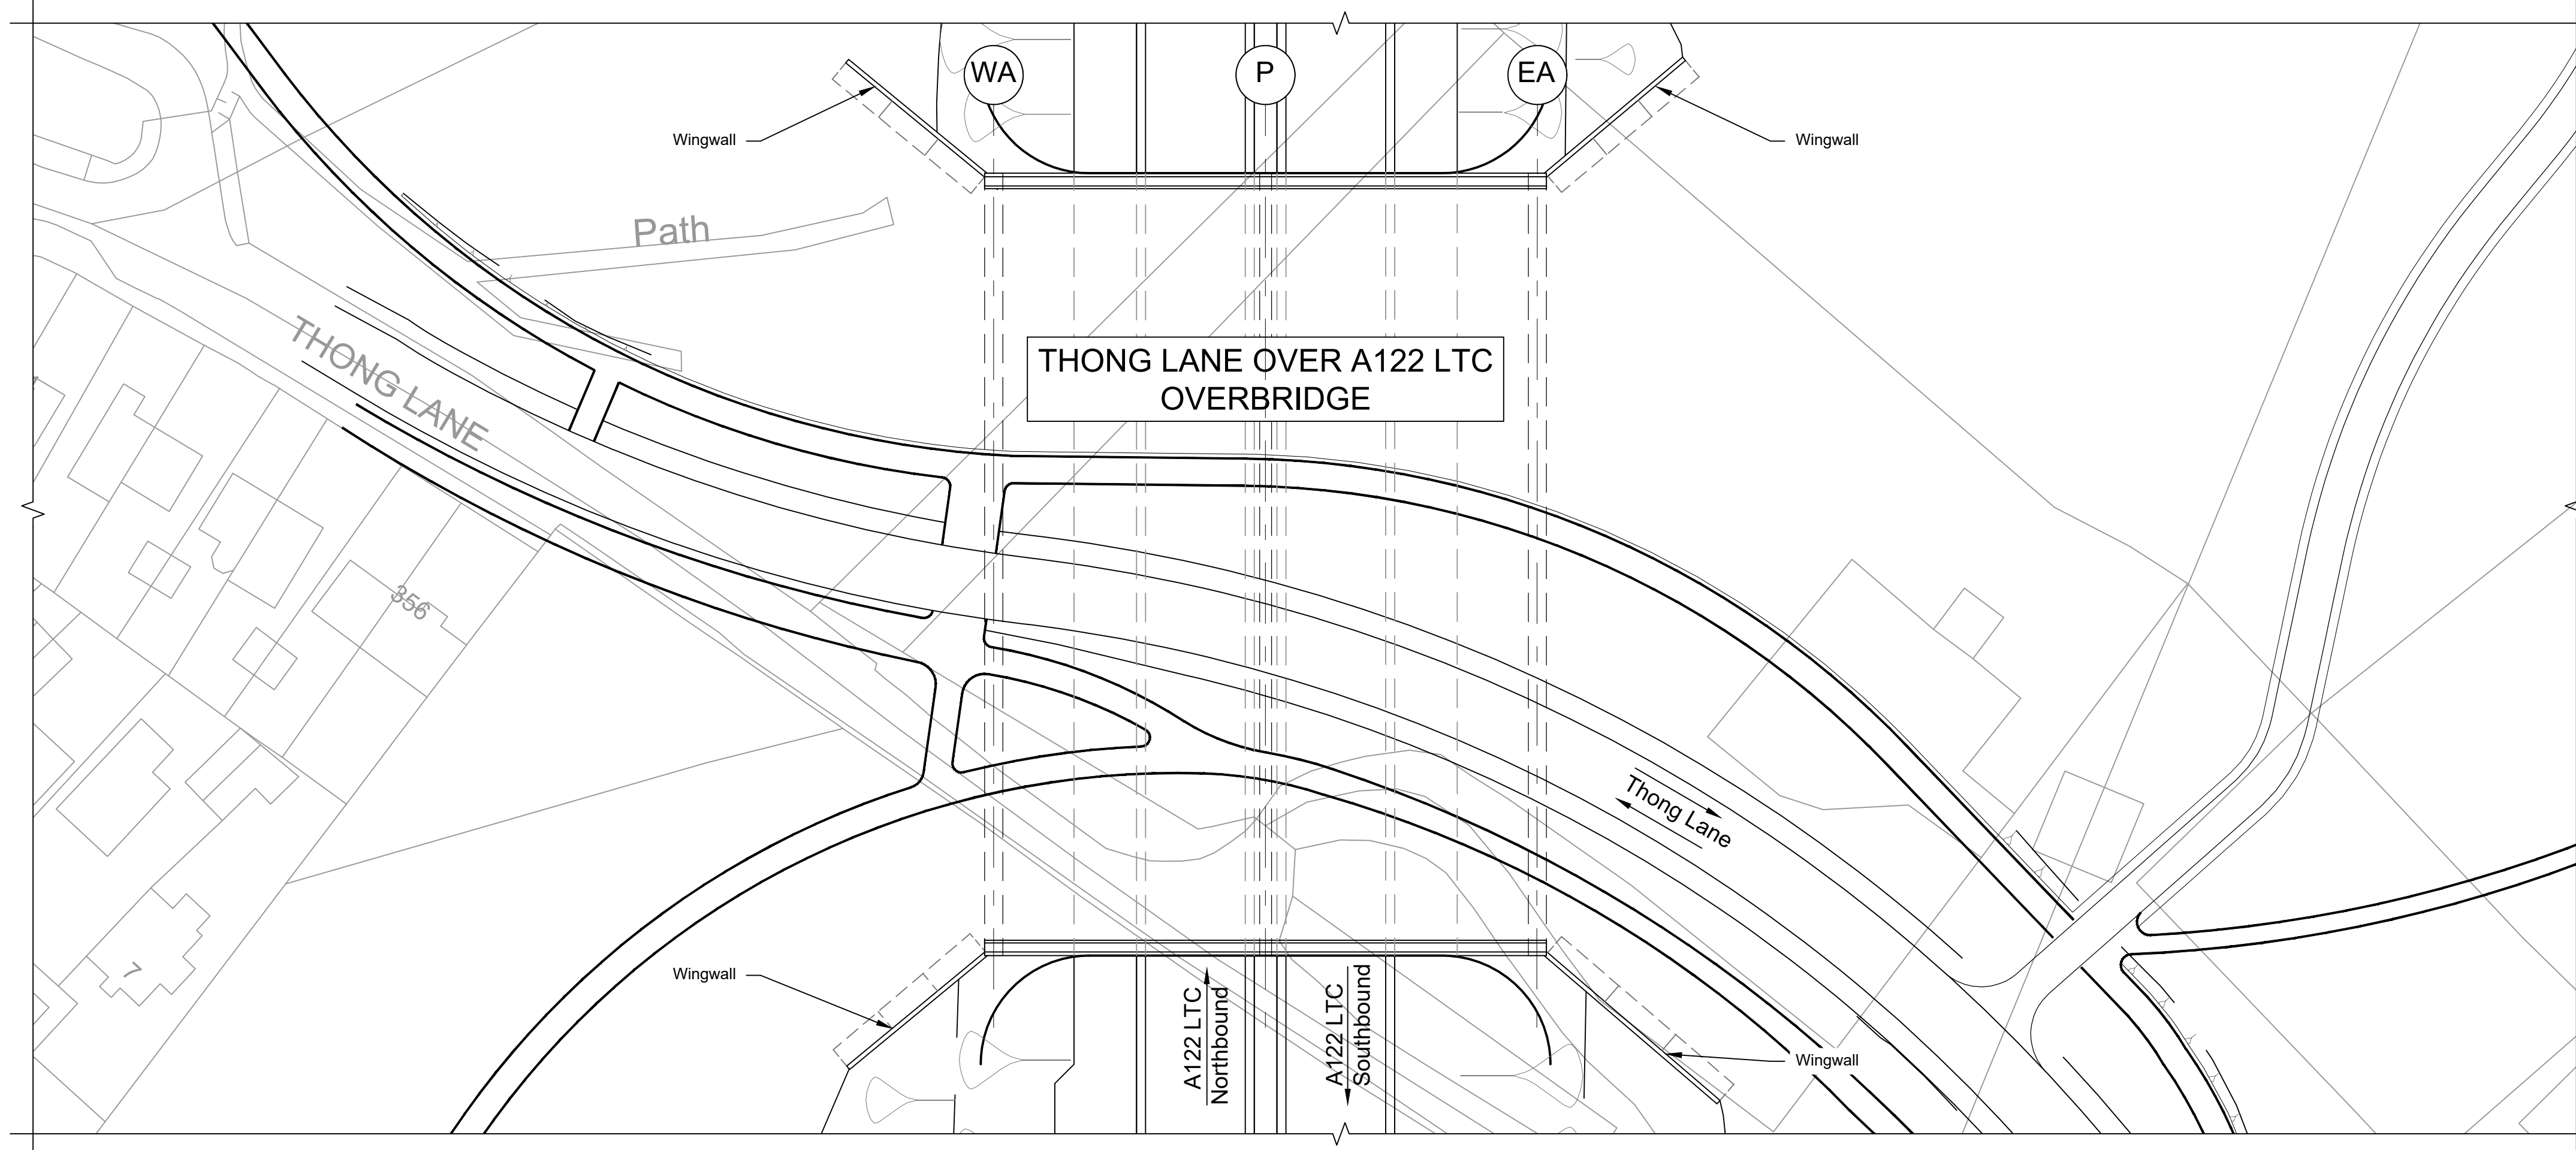 WA
P
EA
Wingwall
Wingwall
Path
THONG LANE
THONG LANE OVER A122 LTC
OVERBRIDGE
356
Thong Lane
7
Wingwall
A122 LTC
Northbound
A122 LTC
Southbound
Wingwall